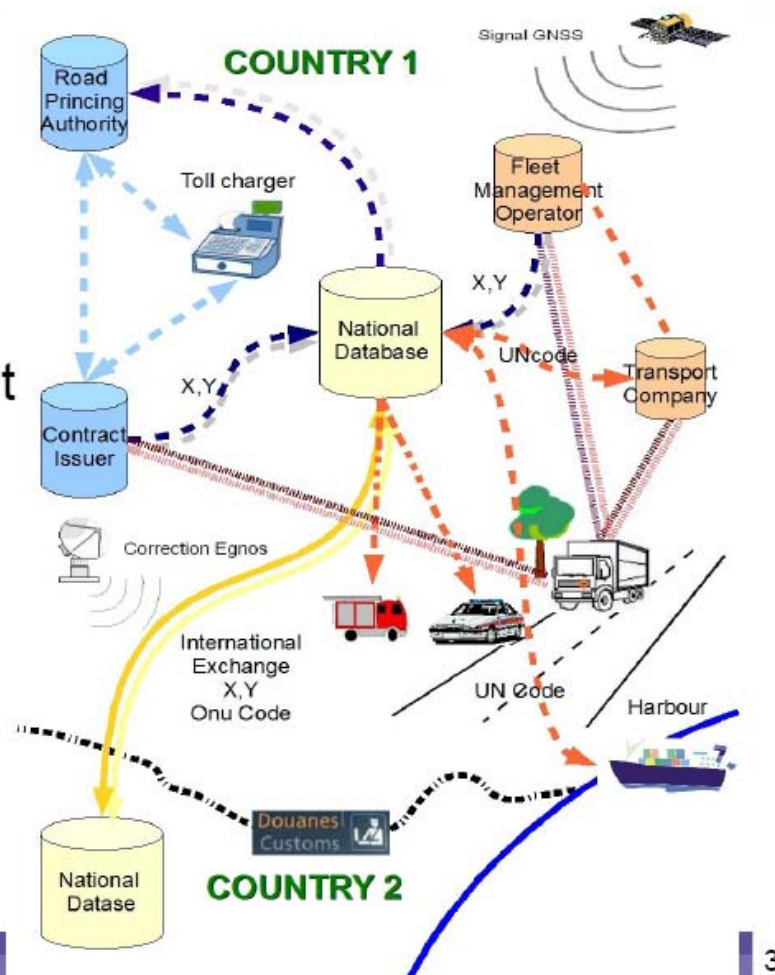 Signal GNSS
COUNTRY 1
Road
Princing
Authority
Toll charger
Fleet
Management
Operator
X,Y
National
Database
UNcode
Transport
Company
t
X,Y
Contract
Issuer
Correction Egnos
International
Exchange
X,Y
Onu Code
UN Code
Harbour
Douanes
Customs
National
Datase
COUNTRY 2
3